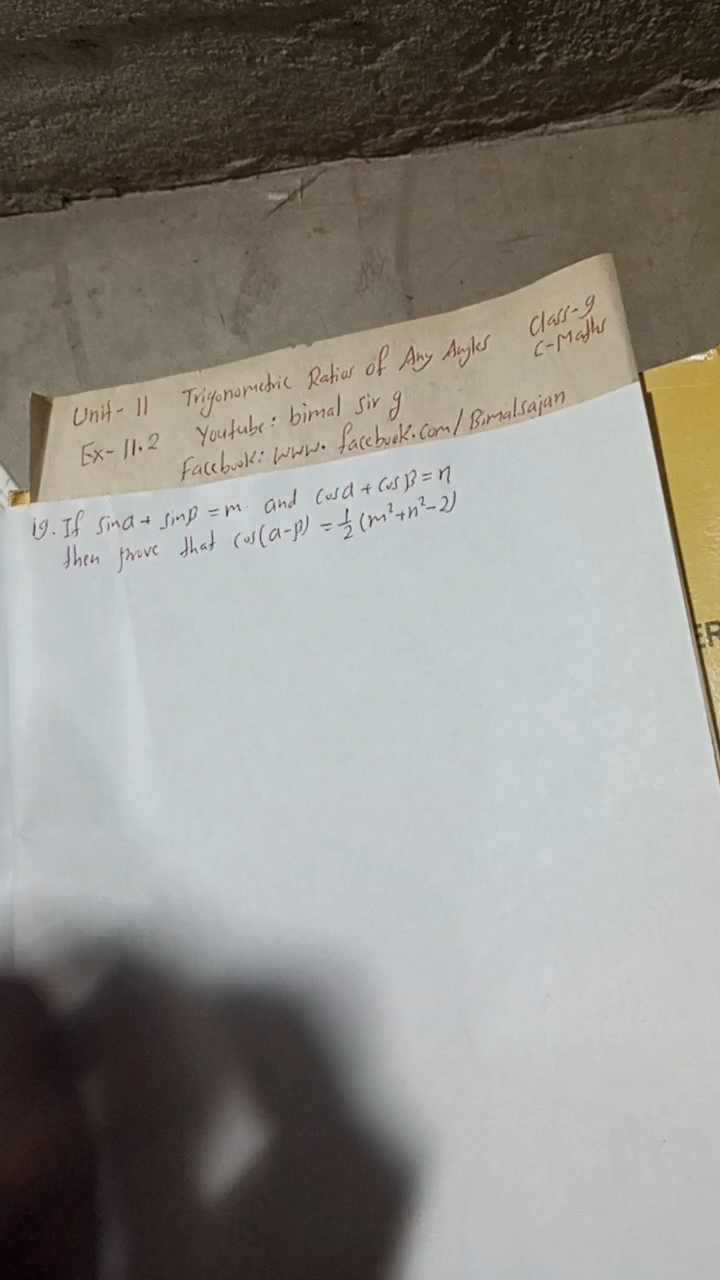 Unit- 11 Trigonometric Ratios of Any Angles Class-9
Ex- 11.2 Youtube: bimal sir g C-Maths
Facebook: www. facebook.com/Bimalsajan
19. If sinα + sinβ = m and cosα + cosβ = n
then prove that cos(α-β) = 1/2 (m²+n²-2)
ER